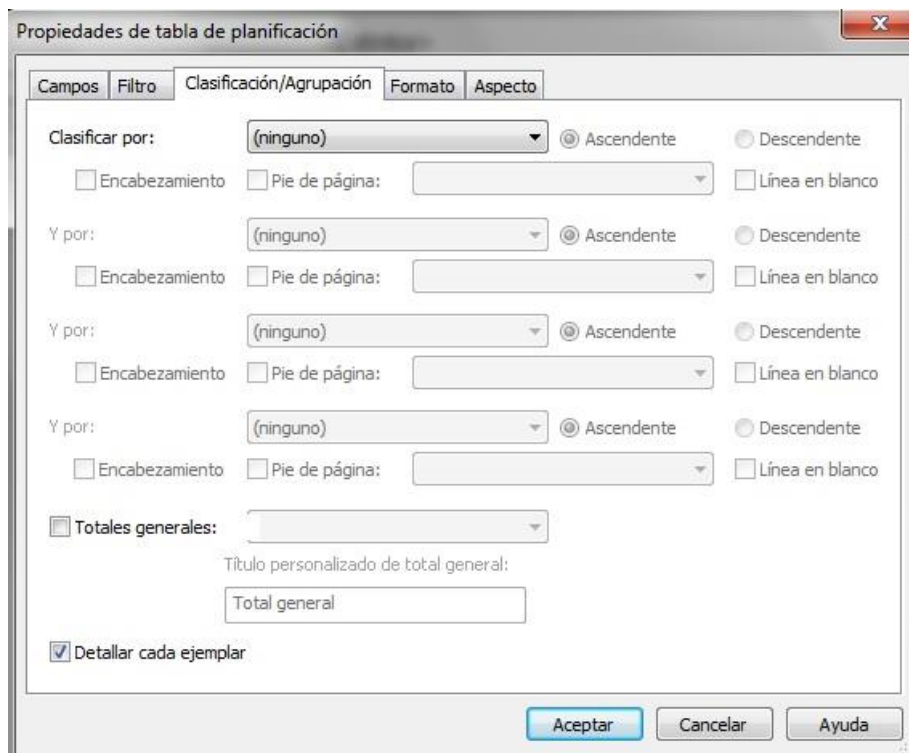 Propiedades de tabla de planificación
Campos Filtro Clasificación/Agrupación Formato Aspecto
Clasificar por: (ninguno) Ascendente Descendente
Encabezamiento Pie de página: Línea en blanco
Y por: (ninguno) Ascendente Descendente
Encabezamiento Pie de página: Línea en blanco
Y por: (ninguno) Ascendente Descendente
Encabezamiento Pie de página: Línea en blanco
Y por: (ninguno) Ascendente Descendente
Encabezamiento Pie de página: Línea en blanco
Totales generales:
Título personalizado de total general:
Total general
Detallar cada ejemplar
Aceptar Cancelar Ayuda